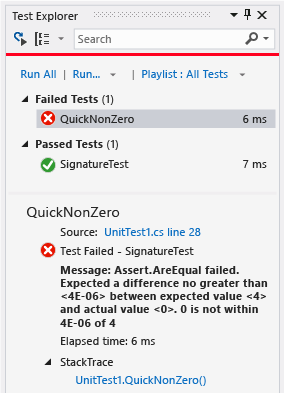 Test Explorer
Search
Run All | Run... Playlist : All Tests
Failed Tests (1)
QuickNonZero 6 ms
Passed Tests (1)
SignatureTest 7 ms
QuickNonZero
Source: UnitTest1.cs line 28
Test Failed - SignatureTest
Message: Assert.AreEqual failed.
Expected a difference no greater than
<4E-06> between expected value <4>
and actual value <0>. 0 is not within
4E-06 of 4
Elapsed time: 6 ms
StackTrace
UnitTest1.QuickNonZero()